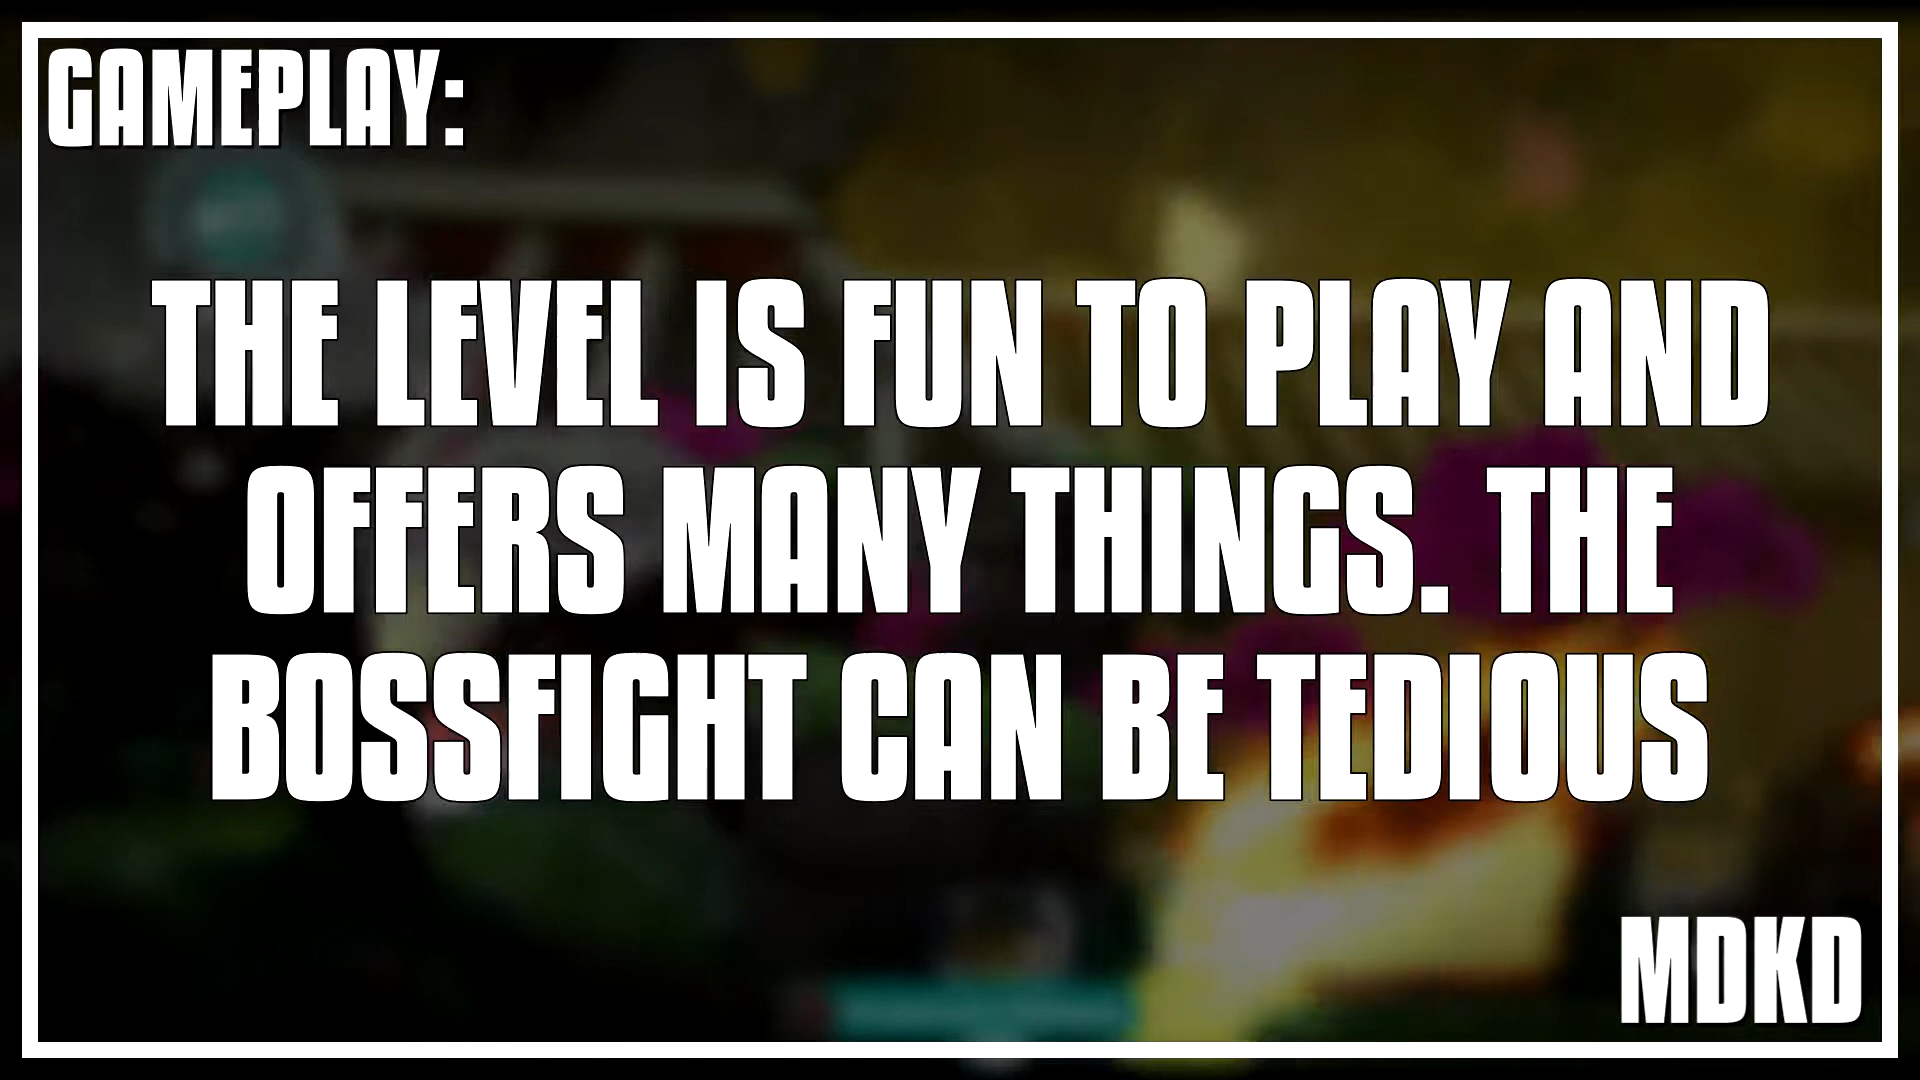 GAMEPLAY:
THE LEVEL IS FUN TO PLAY AND
OFFERS MANY THINGS. THE
BOSSFIGHT CAN BE TEDIOUS
MDKD